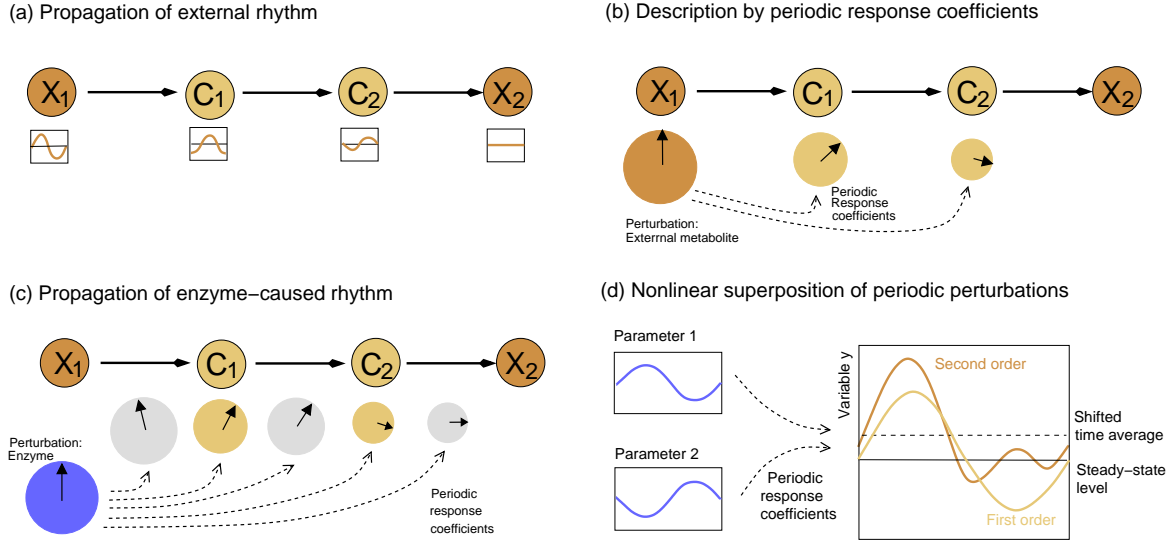 (a) Propagation of external rhythm
X1
C1
C2
X2
(b) Description by periodic response coefficients
X1
C1
C2
X2
Periodic
Response
coefficients
Perturbation:
Exterrnal metabolite
(c) Propagation of enzyme−caused rhythm
X1
C1
C2
X2
Perturbation:
Enzyme
Periodic
response
coefficients
(d) Nonlinear superposition of periodic perturbations
Parameter 1
Parameter 2
Periodic
response
coefficients
Variable y
Second order
First order
Shifted
time average
Steady−state
level